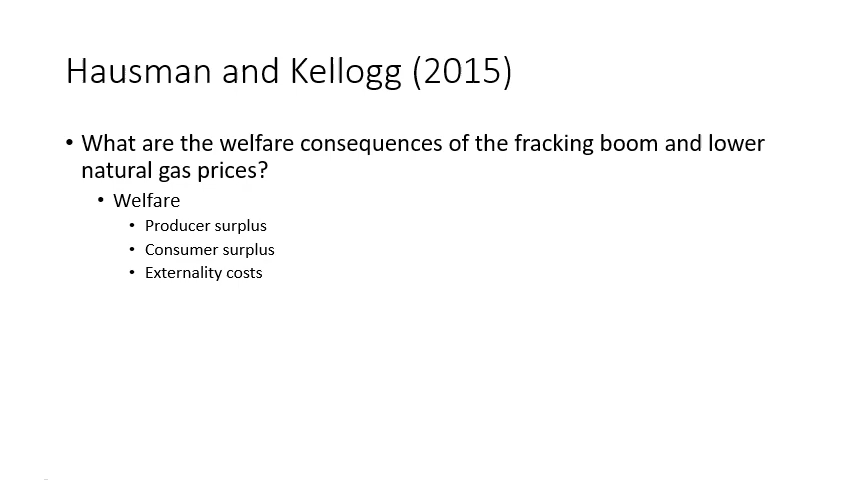 Hausman and Kellogg (2015)
• What are the welfare consequences of the fracking boom and lower
natural gas prices?
• Welfare
• Producer surplus
• Consumer surplus
• Externality costs